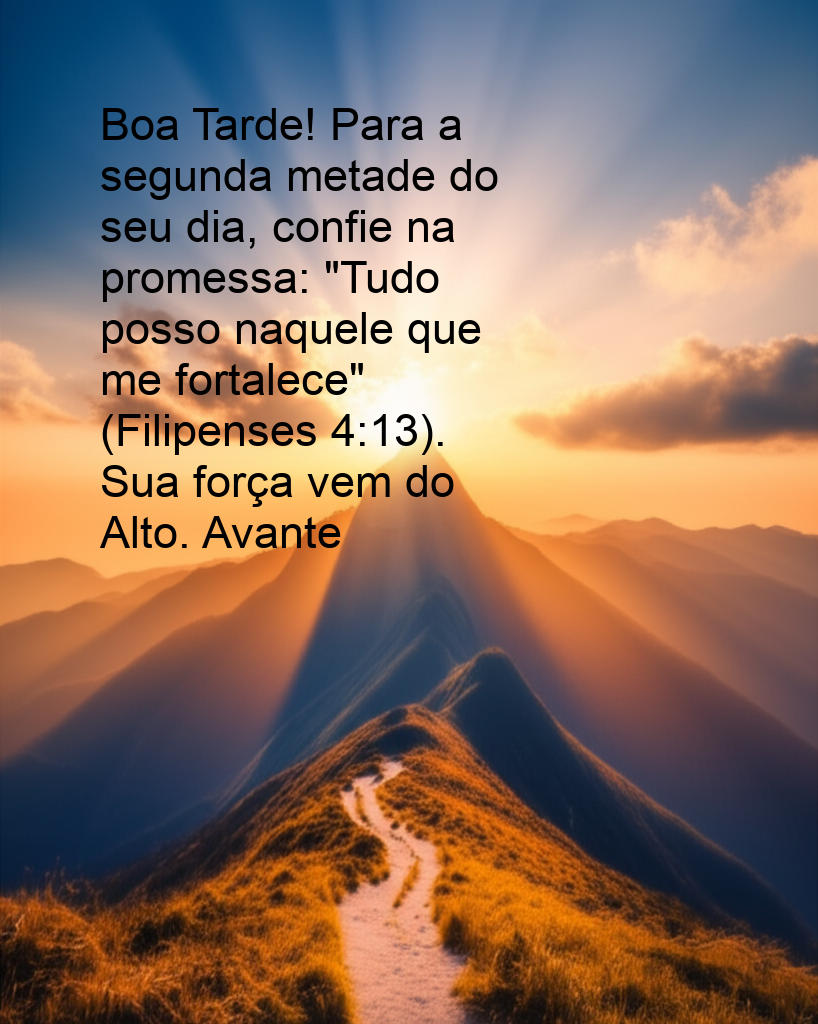 Boa Tarde! Para a
segunda metade do
seu dia, confie na
promessa: "Tudo
posso naquele que
me fortalece"
(Filipenses 4:13).
Sua força vem do
Alto. Avante